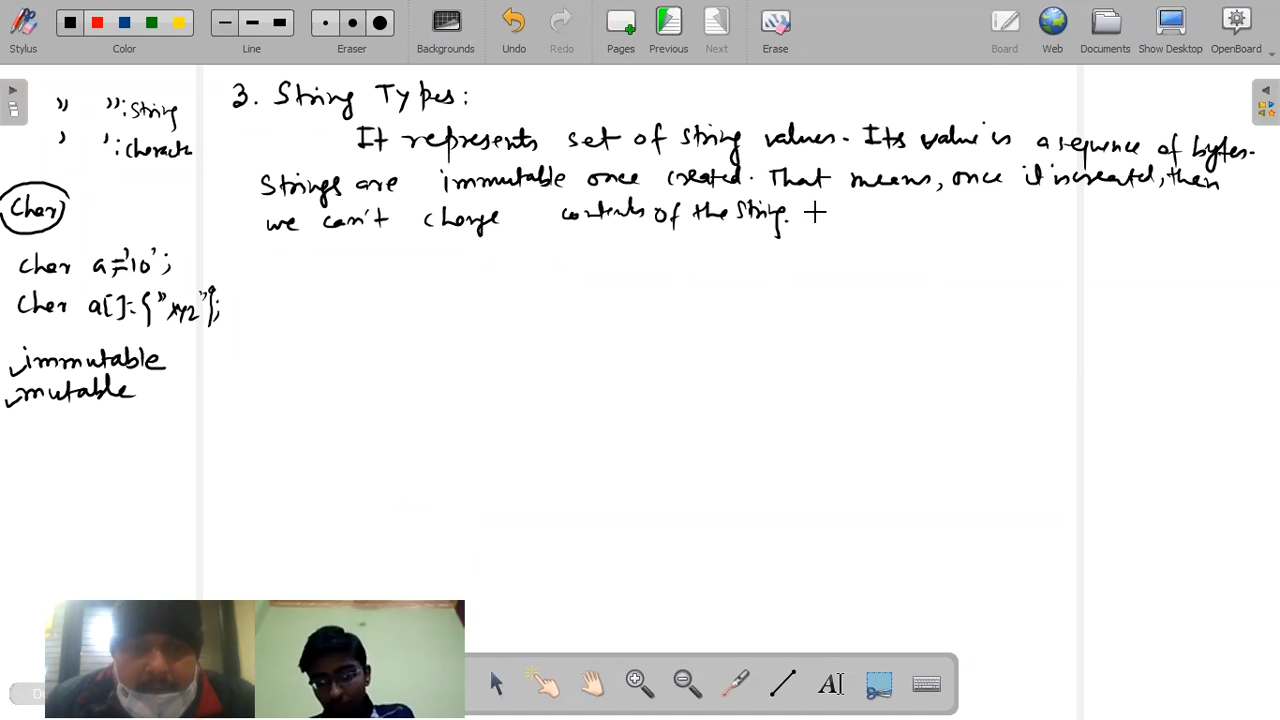 Stylus
Color
Line
Eraser
Backgrounds
Undo
Redo
Pages
Previous
Next
Erase
Board
Web
Documents
Show Desktop
OpenBoard
" ": String
' ':
Char
char a='10';
Char a[]={"xyz"};
immutable
mutable
3. String Types:
It represents set of string values. Its value is a sequence of bytes.
Strings are immutable once created. That means, once it is created, then
we can't change contents of the string.